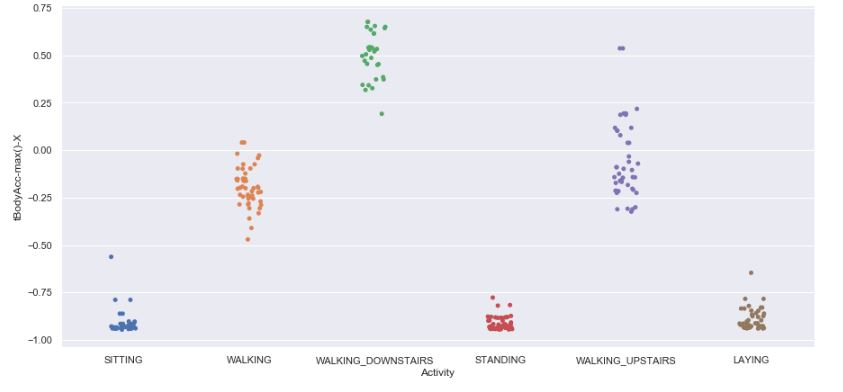 0.75
0.50
0.25
0.00
−0.25
−0.50
−0.75
−1.00
tBodyAcc-max()-X
SITTING WALKING WALKING_DOWNSTAIRS STANDING WALKING_UPSTAIRS LAYING
Activity